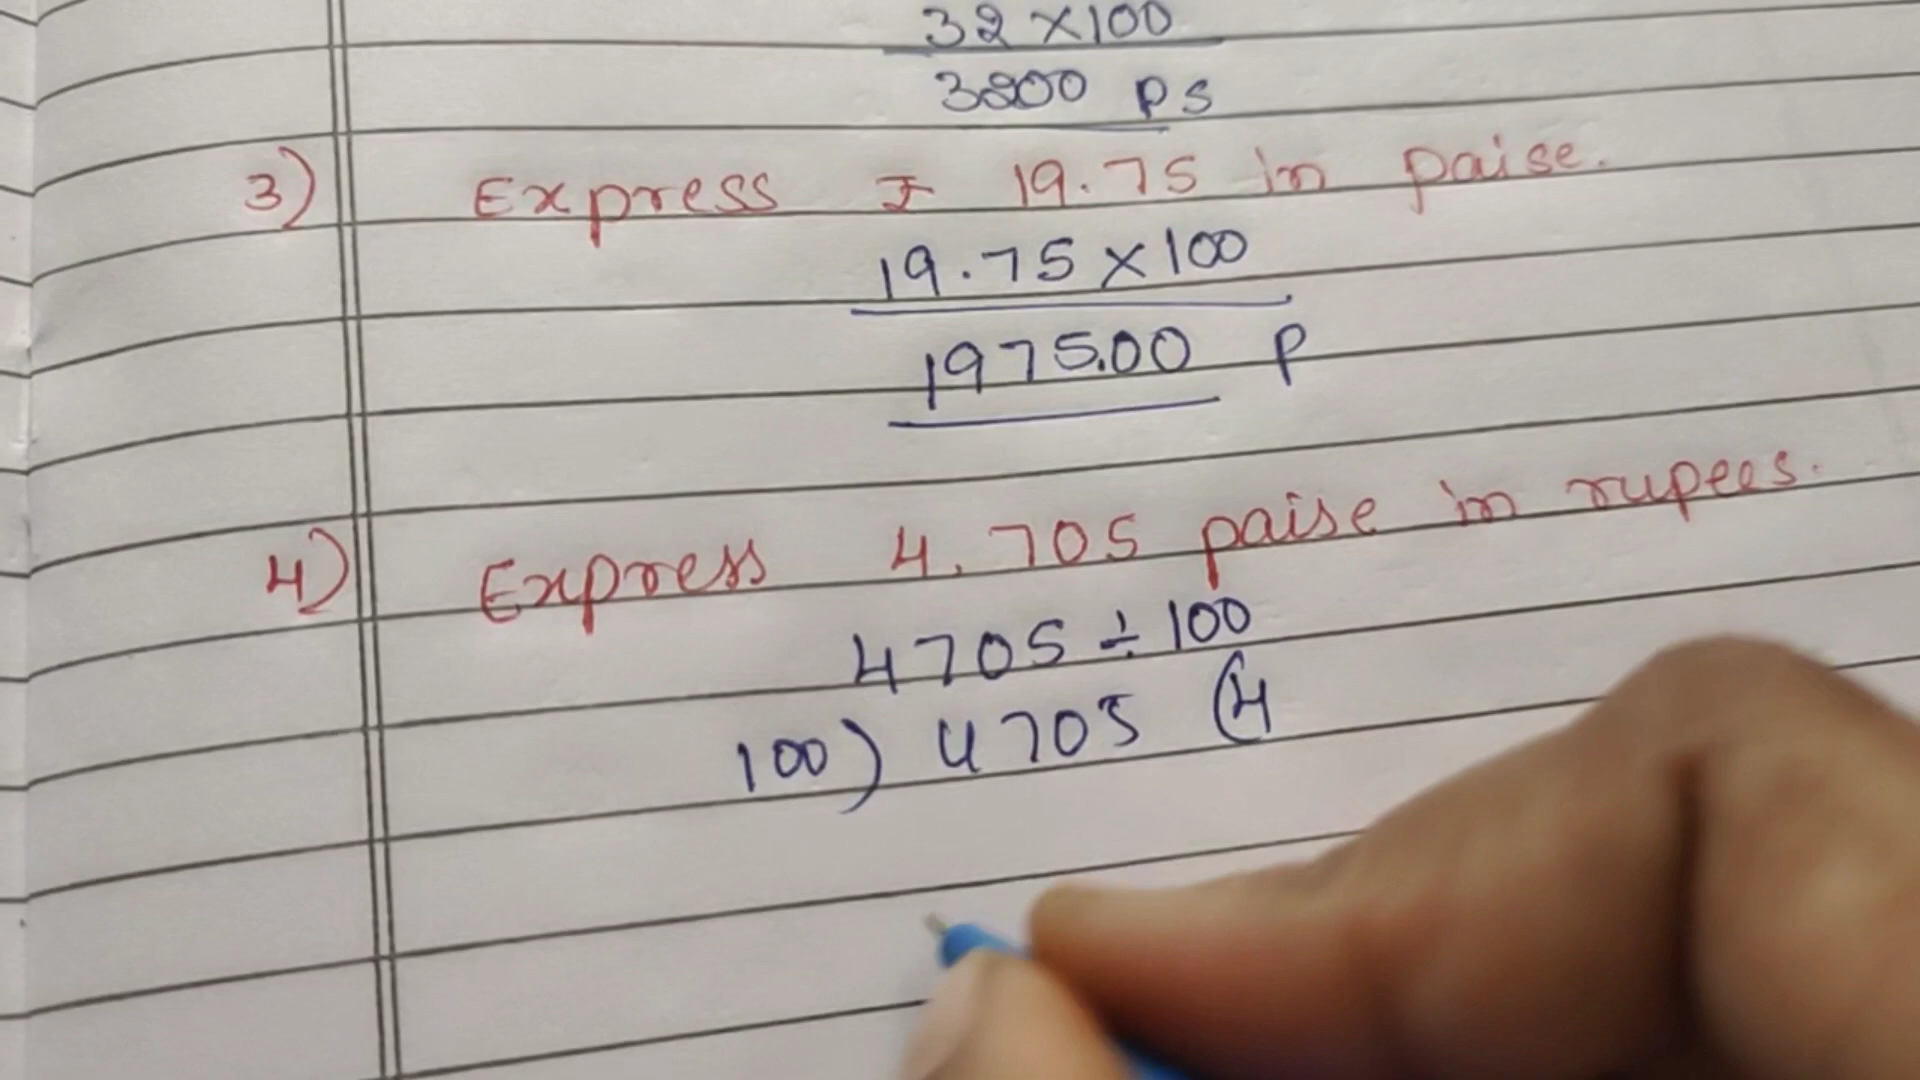 32 × 100
3200 ps
3) Express ₹ 19.75 in paise.
19.75 × 100
1975.00 P
4) Express 4.705 paise in rupees.
4705 ÷ 100
100) 4705 (4